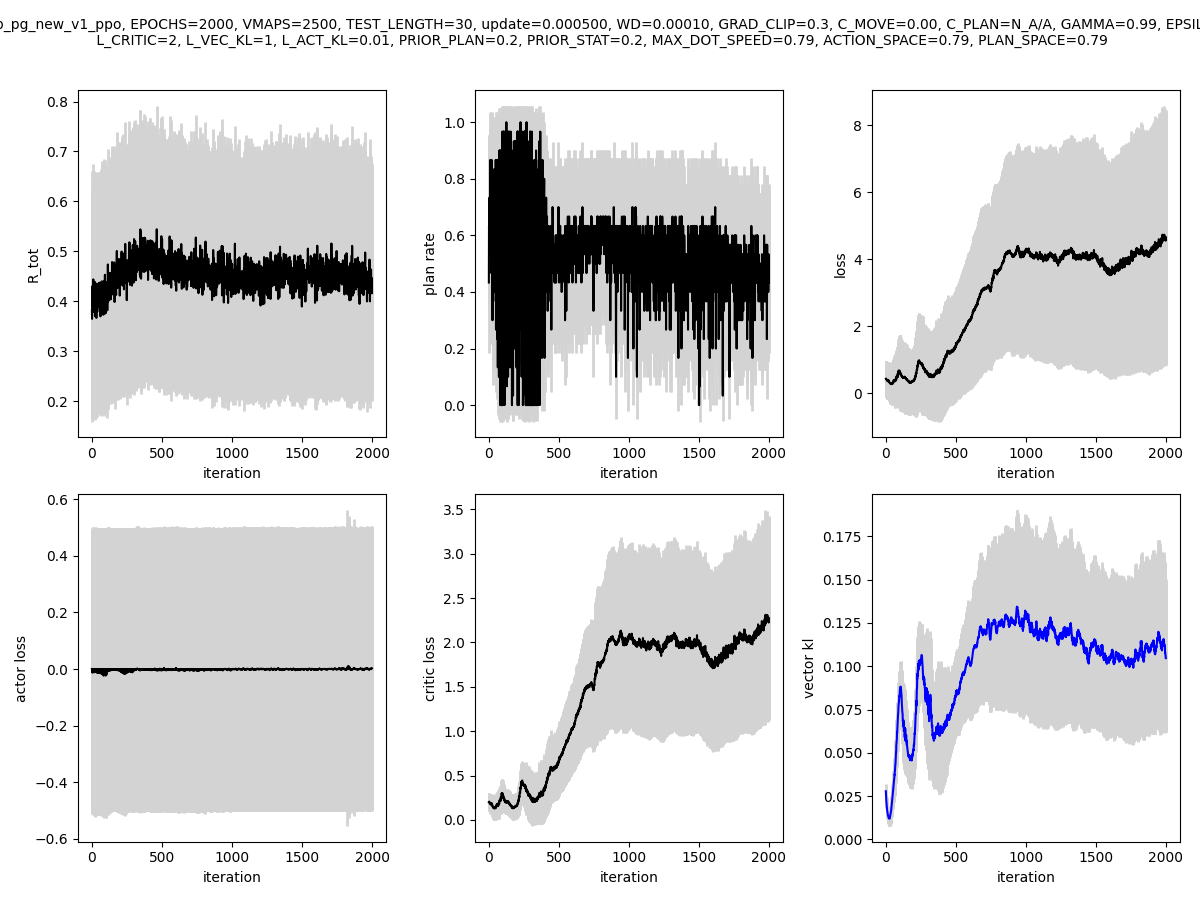 o_pg_new_v1_ppo, EPOCHS=2000, VMAPS=2500, TEST_LENGTH=30, update=0.000500, WD=0.00010, GRAD_CLIP=0.3, C_MOVE=0.00, C_PLAN=N_A/A, GAMMA=0.99, EPSIL
L_CRITIC=2, L_VEC_KL=1, L_ACT_KL=0.01, PRIOR_PLAN=0.2, PRIOR_STAT=0.2, MAX_DOT_SPEED=0.79, ACTION_SPACE=0.79, PLAN_SPACE=0.79
R_tot
0.8
0.7
0.6
0.5
0.4
0.3
0.2
0 500 1000 1500 2000
iteration
plan rate
1.0
0.8
0.6
0.4
0.2
0.0
0 500 1000 1500 2000
iteration
loss
8
6
4
2
0
0 500 1000 1500 2000
iteration
actor loss
0.6
0.4
0.2
0.0
−0.2
−0.4
−0.6
0 500 1000 1500 2000
iteration
critic loss
3.5
3.0
2.5
2.0
1.5
1.0
0.5
0.0
0 500 1000 1500 2000
iteration
vector kl
0.175
0.150
0.125
0.100
0.075
0.050
0.025
0.000
0 500 1000 1500 2000
iteration